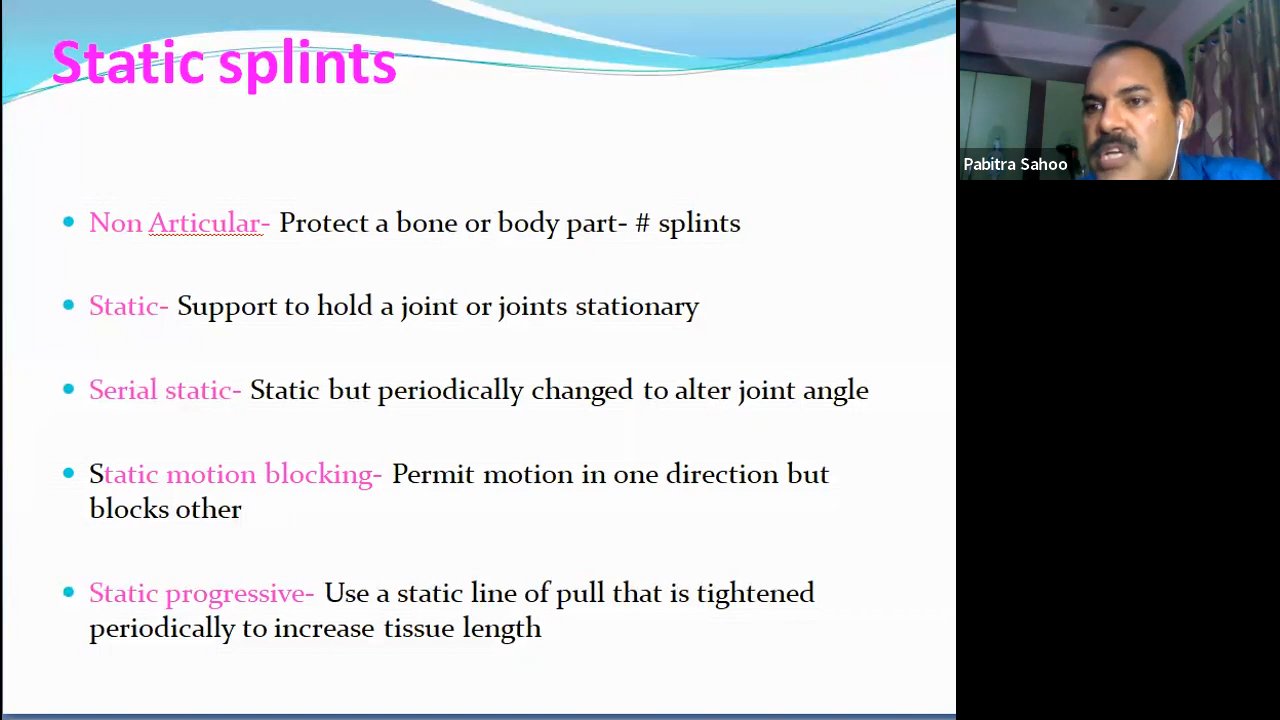 Static splints
Non Articular- Protect a bone or body part- # splints
Static- Support to hold a joint or joints stationary
Serial static- Static but periodically changed to alter joint angle
Static motion blocking- Permit motion in one direction but
blocks other
Static progressive- Use a static line of pull that is tightened
periodically to increase tissue length
Pabitra Sahoo